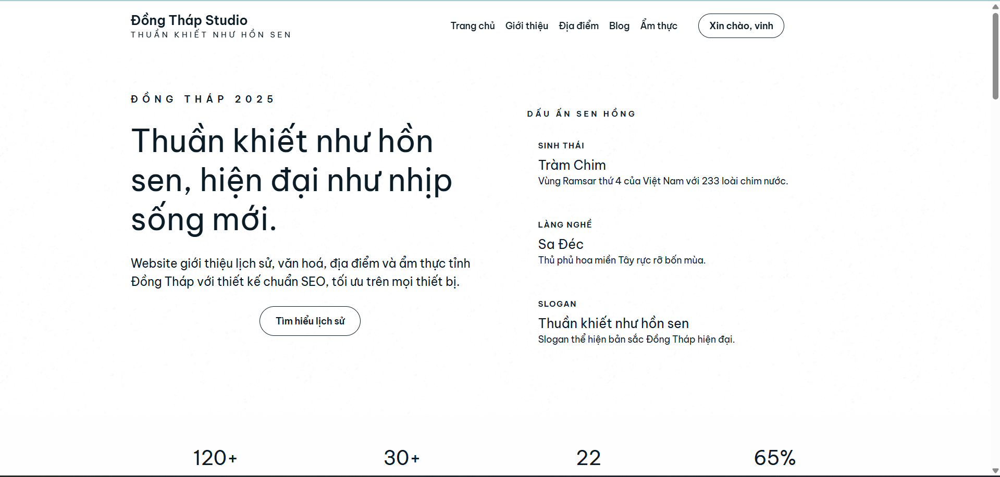 Đồng Tháp Studio
THUẦN KHIẾT NHƯ HỒN SEN
Trang chủ
Giới thiệu
Địa điểm
Blog
Ẩm thực
Xin chào, vinh
ĐỒNG THÁP 2025
Thuần khiết như hồn
sen, hiện đại như nhịp
sống mới.
Website giới thiệu lịch sử, văn hoá, địa điểm và ẩm thực tỉnh
Đồng Tháp với thiết kế chuẩn SEO, tối ưu trên mọi thiết bị.
Tìm hiểu lịch sử
DẤU ẤN SEN HỒNG
SINH THÁI
Tràm Chim
Vùng Ramsar thứ 4 của Việt Nam với 233 loài chim nước.
LÀNG NGHỀ
Sa Đéc
Thủ phủ hoa miền Tây rực rỡ bốn mùa.
SLOGAN
Thuần khiết như hồn sen
Slogan thể hiện bản sắc Đồng Tháp hiện đại.
120+
30+
22
65%